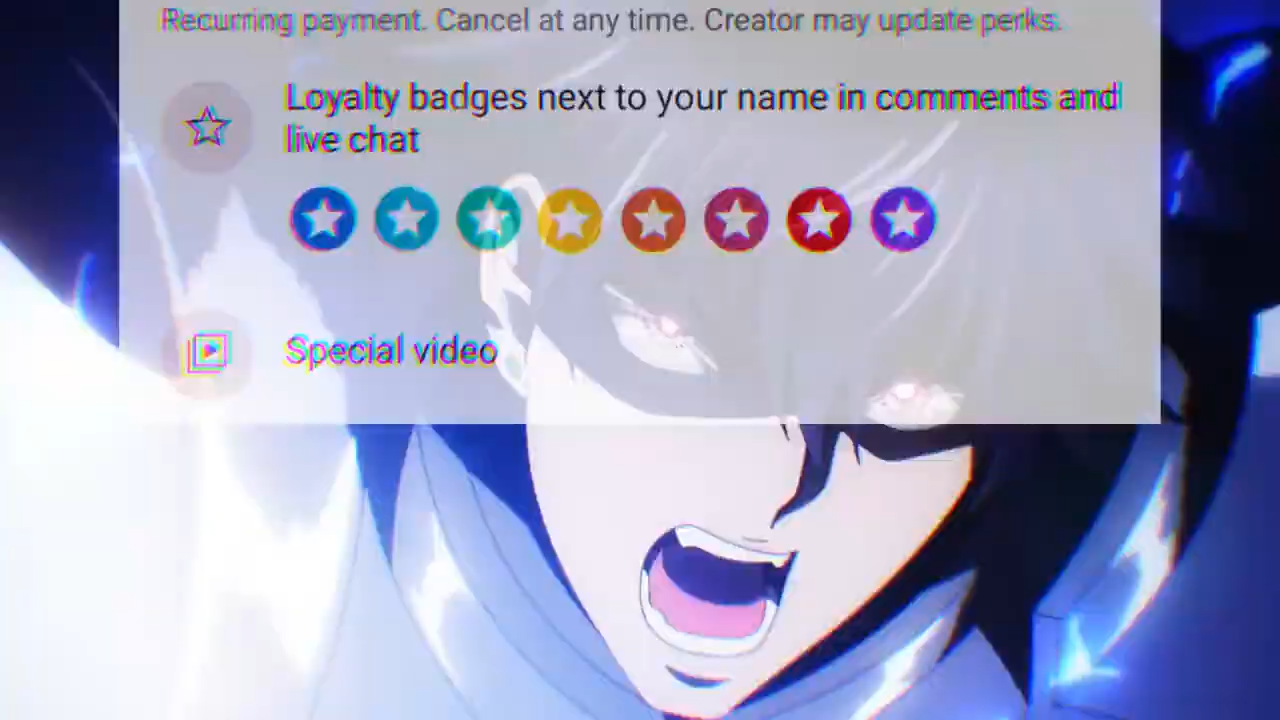 Recurring payment. Cancel at any time. Creator may update perks.
Loyalty badges next to your name in comments and
live chat
Special video